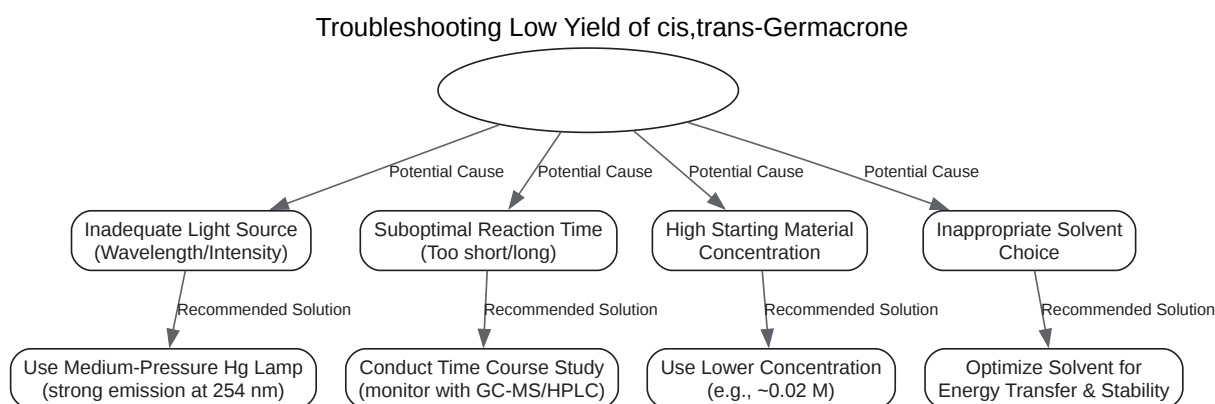 Troubleshooting Low Yield of cis,trans-Germacrone
Potential Cause
Potential Cause
Potential Cause
Potential Cause
Inadequate Light Source
(Wavelength/Intensity)
Suboptimal Reaction Time
(Too short/long)
High Starting Material
Concentration
Inappropriate Solvent
Choice
Recommended Solution
Recommended Solution
Recommended Solution
Recommended Solution
Use Medium-Pressure Hg Lamp
(strong emission at 254 nm)
Conduct Time Course Study
(monitor with GC-MS/HPLC)
Use Lower Concentration
(e.g., ~0.02 M)
Optimize Solvent for
Energy Transfer & Stability